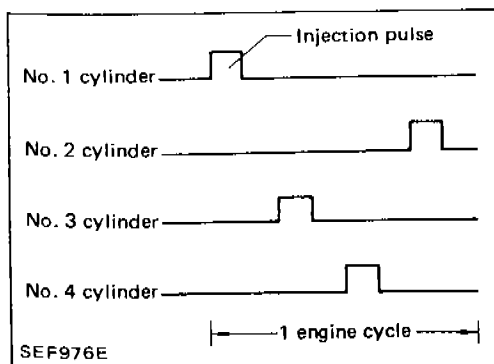 Injection pulse
No. 1 cylinder
No. 2 cylinder
No. 3 cylinder
No. 4 cylinder
1 engine cycle
SEF976E